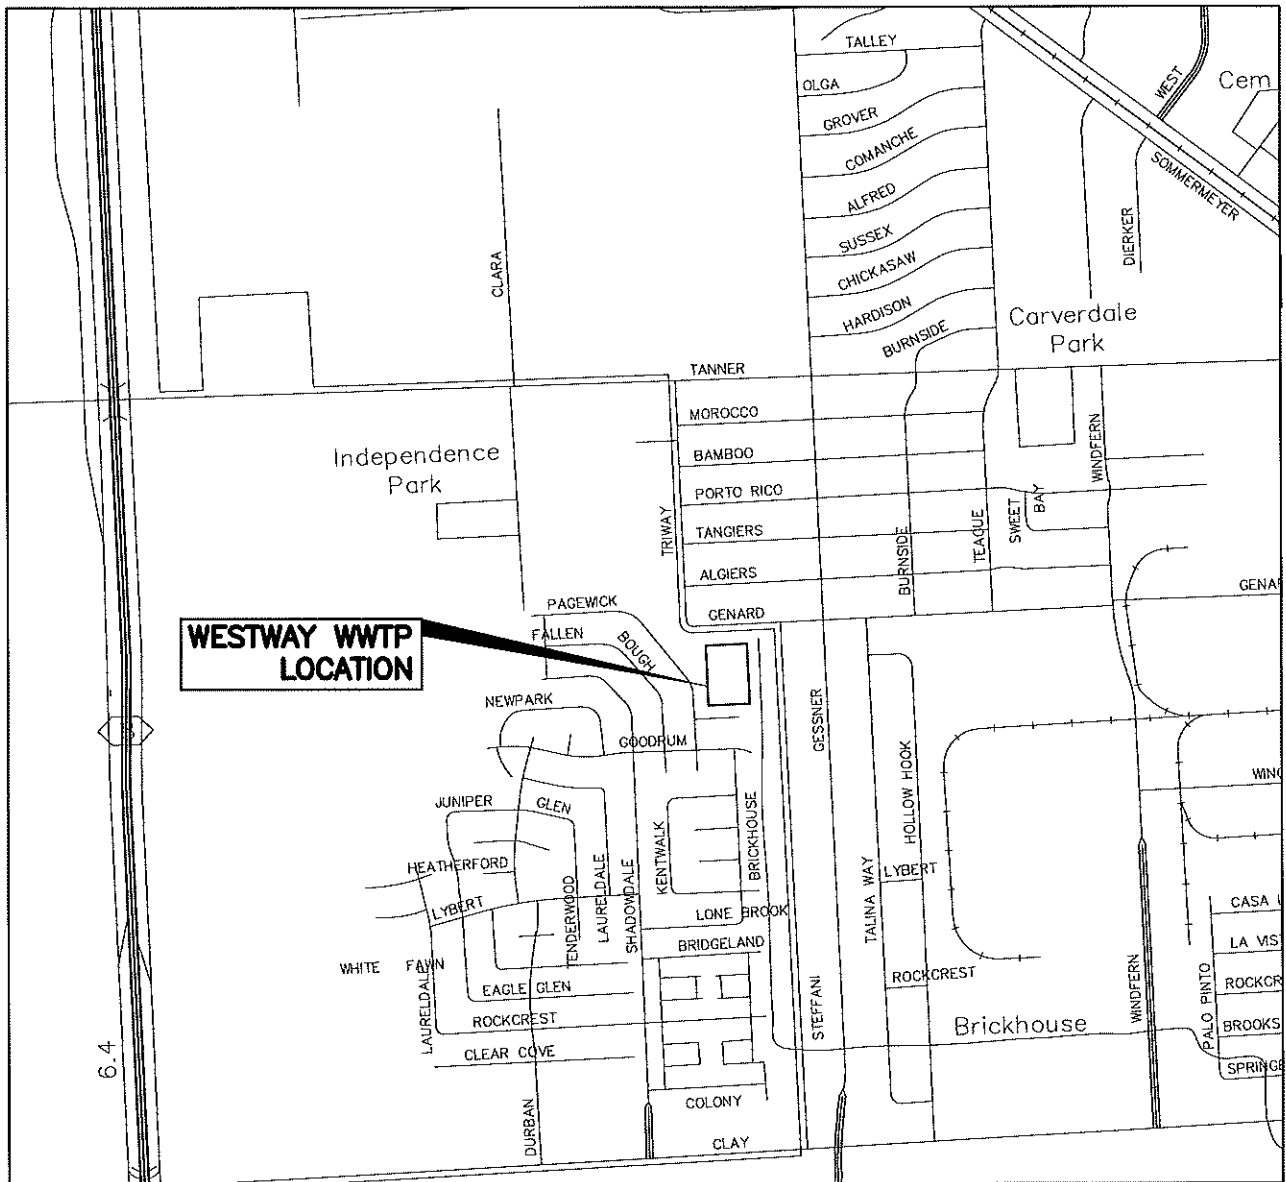 TALLEY
WEST
Cem
OLGA
GROVER
COMANCHE
SOMMERMEYER
ALFRED
SUSSEX
DIERKER
CLARA
CHICKASAW
HARDISON
BURNSIDE
Carverdale
Park
TANNER
MOROCCO
Independence
Park
BAMBOO
WINDFERN
PORTO RICO
SWEET
BAY
TRIWAY
TANGIERS
BURNSIDE
TEAGUE
ALGIERS
PAGEWICK
GENARD
WESTWAY WWTP
LOCATION
FALLEN
BOUGH
NEWPARK
GESSNER
GOODRUM
JUNIPER
GLEN
HOLLOW HOOK
BRICKHOUSE
KENTWALK
HEATHERFORD
LYBERT
TENDERWOOD
LAURELDALE
SHADOWDALE
TALINA WAY
LYBERT
LONE BROOK
BRIDGELAND
WHITE FAWN
LAURELDALE
EAGLE GLEN
ROCKCREST
ROCKCREST
STEFFANI
Brickhouse
WINDFERN
PALO PINTO
CLEAR COVE
6.4
COLONY
DURBAN
CLAY
GENA
WIN
CASA
LA VIS
ROCKCR
BROOKS
SPRING